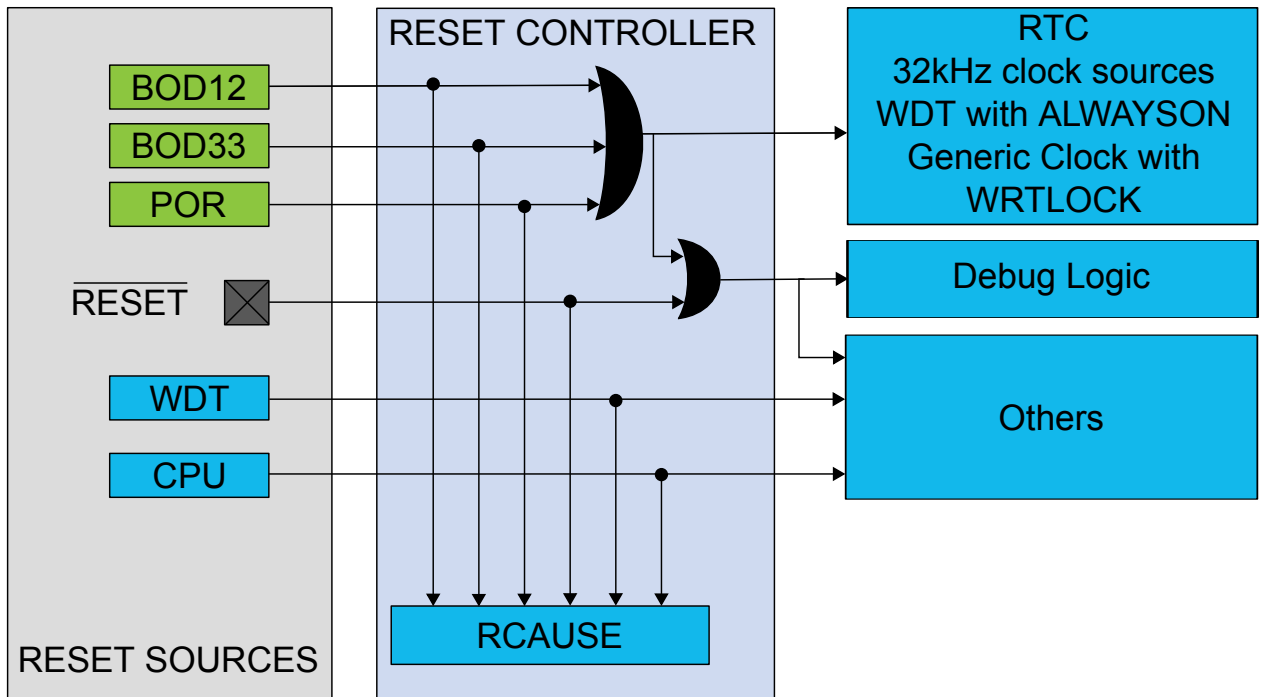 RESET CONTROLLER
BOD12
BOD33
POR
RESET
WDT
CPU
RESET SOURCES
RCAUSE
RTC
32kHz clock sources
WDT with ALWAYSON
Generic Clock with
WRTLOCK
Debug Logic
Others